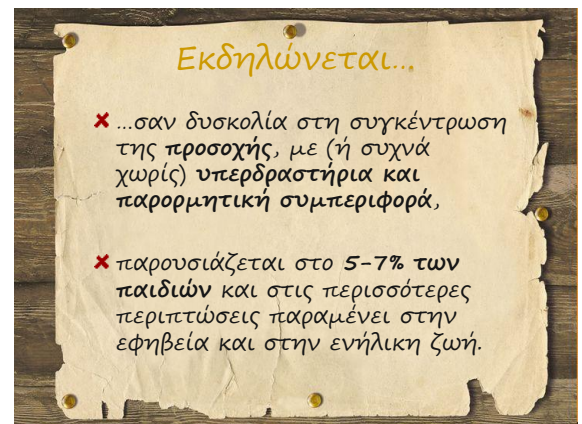 Εκδηλώνεται...
...σαν δυσκολία στη συγκέντρωση
της προσοχής, με (ή συχνά
χωρίς) υπερδραστήρια και
παρορμητική συμπεριφορά,
παρουσιάζεται στο 5-7% των
παιδιών και στις περισσότερες
περιπτώσεις παραμένει στην
εφηβεία και στην ενήλικη ζωή.